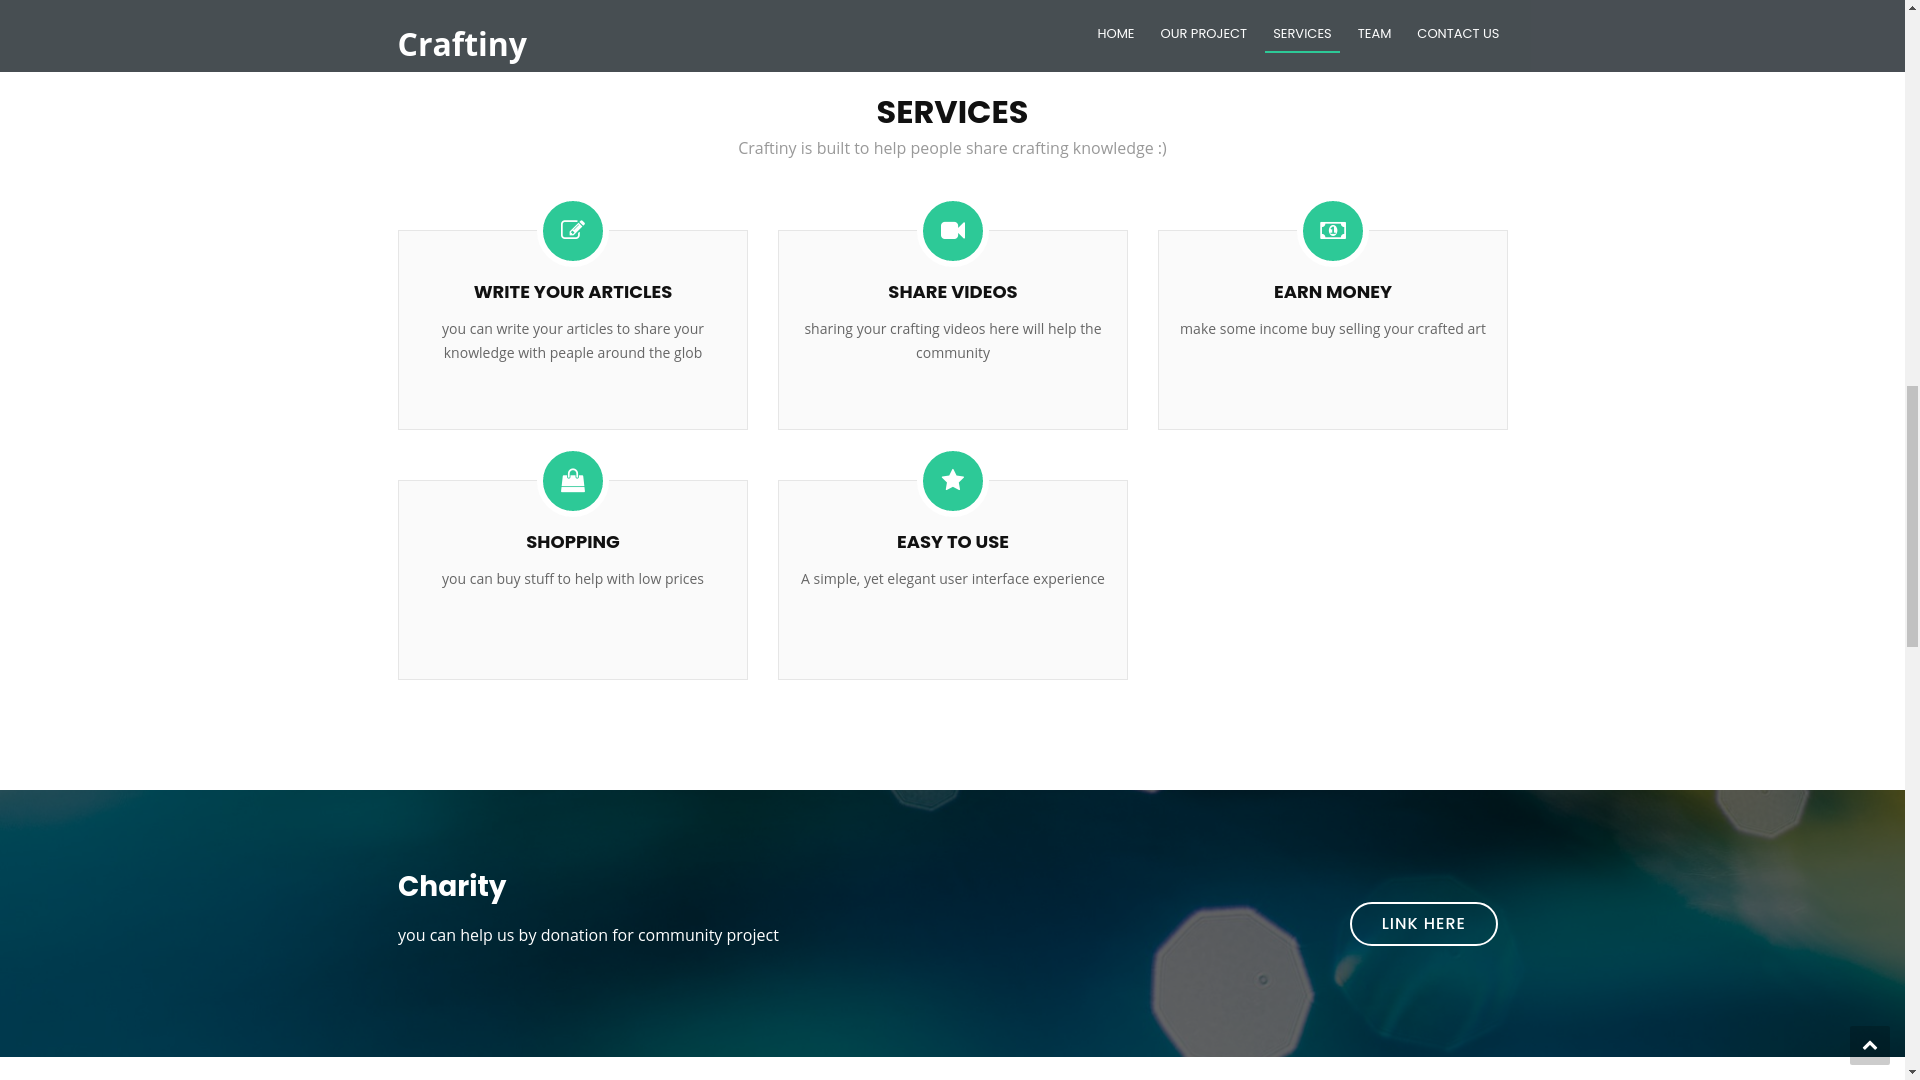 Craftiny
HOME
OUR PROJECT
SERVICES
TEAM
CONTACT US
SERVICES
Craftiny is built to help people share crafting knowledge :)
WRITE YOUR ARTICLES
you can write your articles to share your
knowledge with peaple around the glob
SHARE VIDEOS
sharing your crafting videos here will help the
community
EARN MONEY
make some income buy selling your crafted art
SHOPPING
you can buy stuff to help with low prices
EASY TO USE
A simple, yet elegant user interface experience
Charity
you can help us by donation for community project
LINK HERE